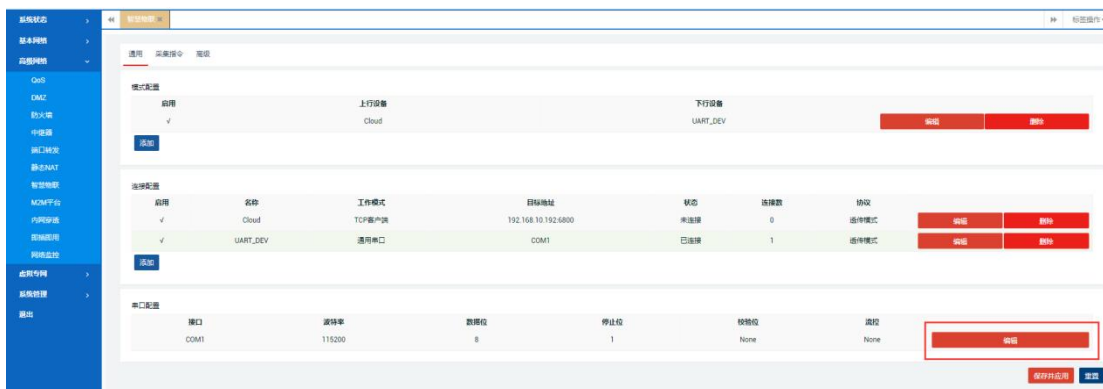 系统状态
基本网络
高级网络
QoS
DMZ
防火墙
中继器
端口转发
静态NAT
智慧物联
M2M平台
内网穿透
即插即用
网络监控
虚拟专网
系统管理
退出
智慧物联
标签操作
通用 采集指令 高级
模式配置
启用 上行设备 下行设备
√ Cloud UART_DEV 编辑 删除
添加
连接配置
启用 名称 工作模式 目标地址 状态 连接数 协议
√ Cloud TCP客户端 192.168.10.192:6800 未连接 0 透传模式 编辑 删除
√ UART_DEV 通用串口 COM1 已连接 1 透传模式 编辑 删除
添加
串口配置
接口 波特率 数据位 停止位 校验位 流控
COM1 115200 8 1 None None 编辑
保存并应用 重置